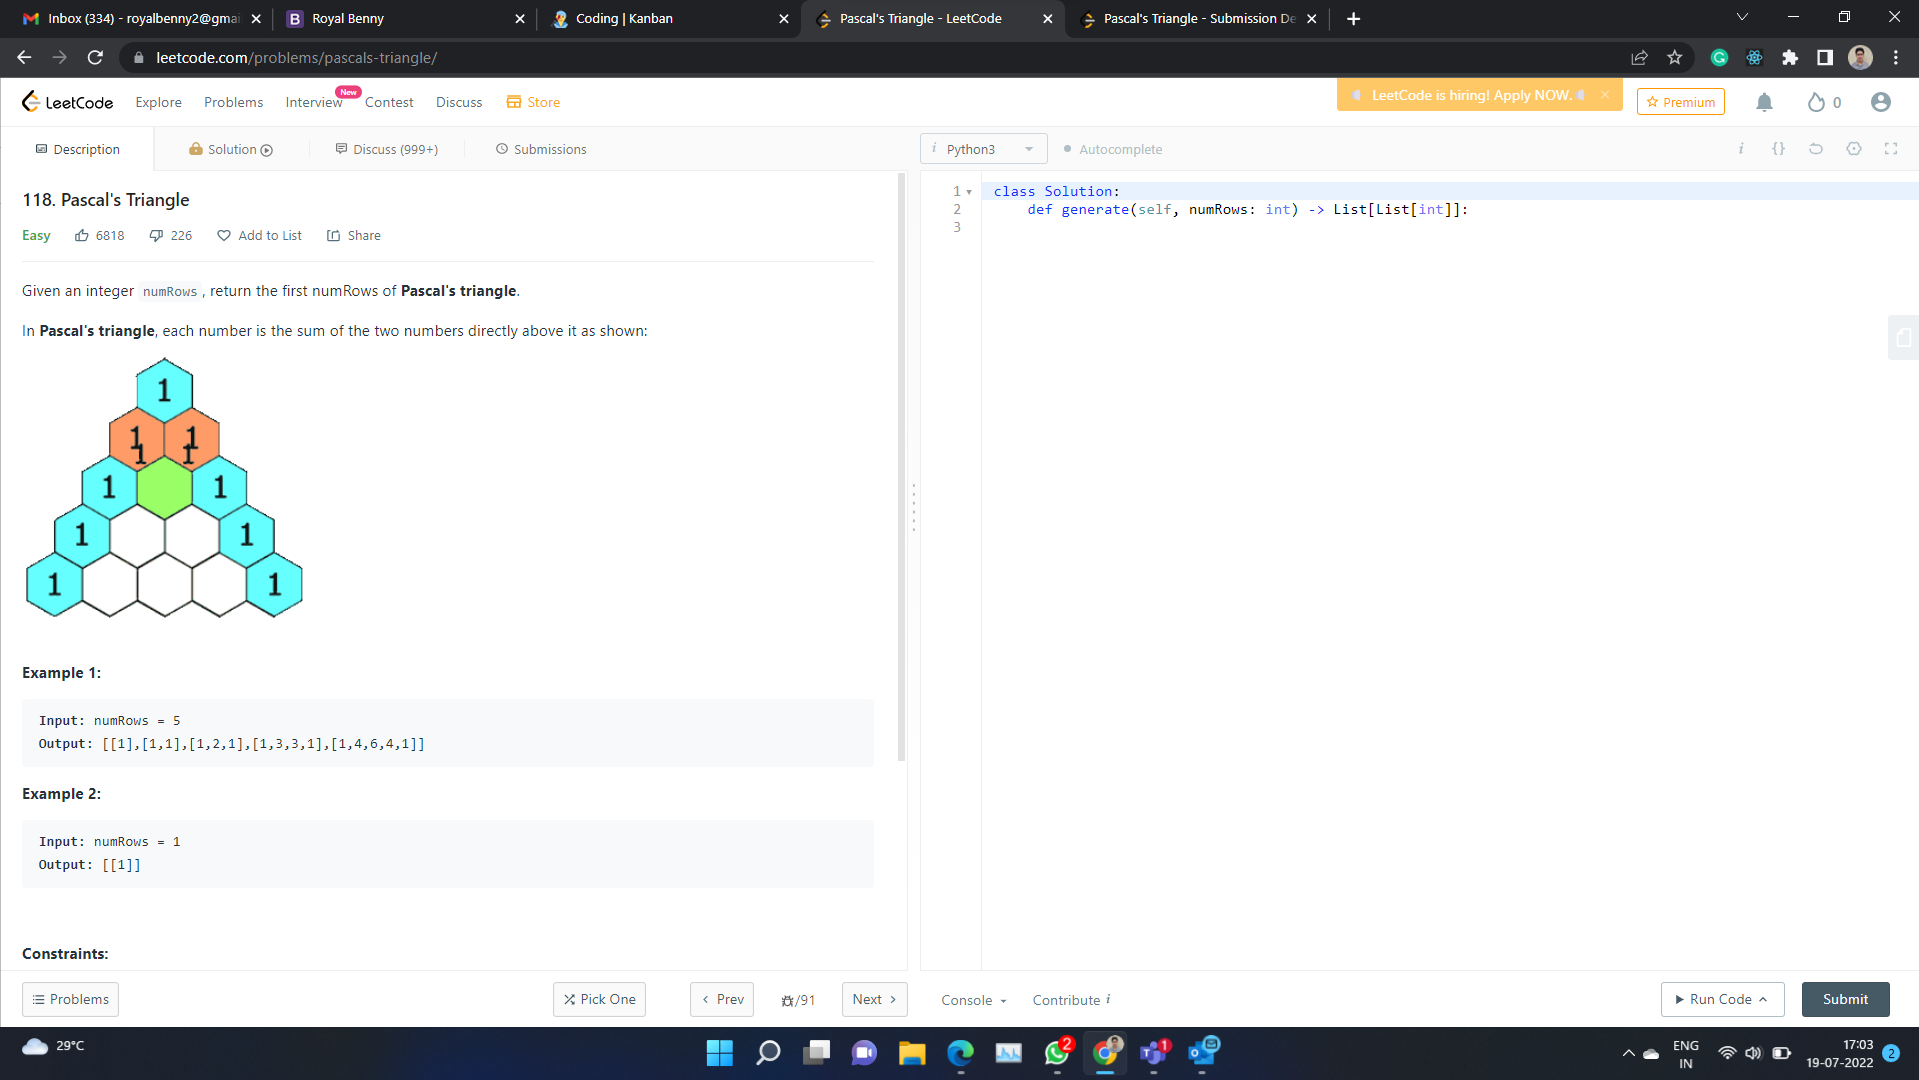 Inbox (334) - royalbenny2@gmai
Royal Benny
Coding | Kanban
Pascal's Triangle - LeetCode
Pascal's Triangle - Submission De
leetcode.com/problems/pascals-triangle/
LeetCode
Explore
Problems
Interview
New
Contest
Discuss
Store
LeetCode is hiring! Apply NOW.
Premium
0
Description
Solution
Discuss (999+)
Submissions
i Python3
Autocomplete
i
{}
118. Pascal's Triangle
Easy
6818
226
Add to List
Share
Given an integer numRows, return the first numRows of Pascal's triangle.
In Pascal's triangle, each number is the sum of the two numbers directly above it as shown:
1
1 1
1 1
1 1
1 1
1 1
Example 1:
Input: numRows = 5
Output: [[1],[1,1],[1,2,1],[1,3,3,1],[1,4,6,4,1]]
Example 2:
Input: numRows = 1
Output: [[1]]
Constraints:
1 class Solution:
2 def generate(self, numRows: int) -> List[List[int]]:
3
Problems
Pick One
Prev
/91
Next
Console
Contribute i
Run Code
Submit
29°C
2
1
ENG
IN
17:03
19-07-2022
2